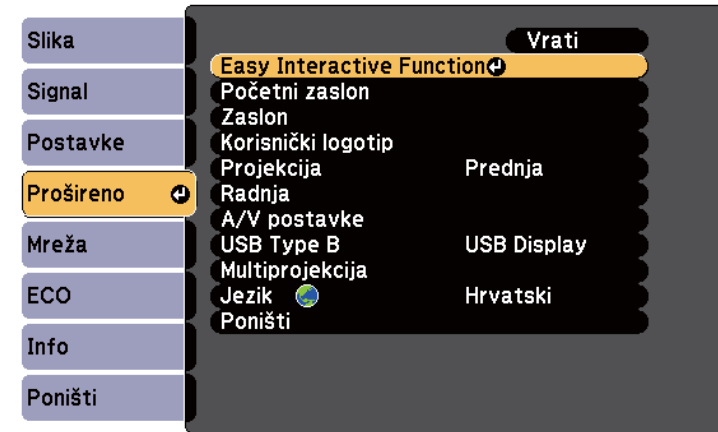 Slika
Signal
Postavke
Prošireno
Mreža
ECO
Info
Poništi
Vrati
Easy Interactive Function
Početni zaslon
Zaslon
Korisnički logotip
Projekcija Prednja
Radnja
A/V postavke
USB Type B USB Display
Multiprojekcija
Jezik Hrvatski
Poništi